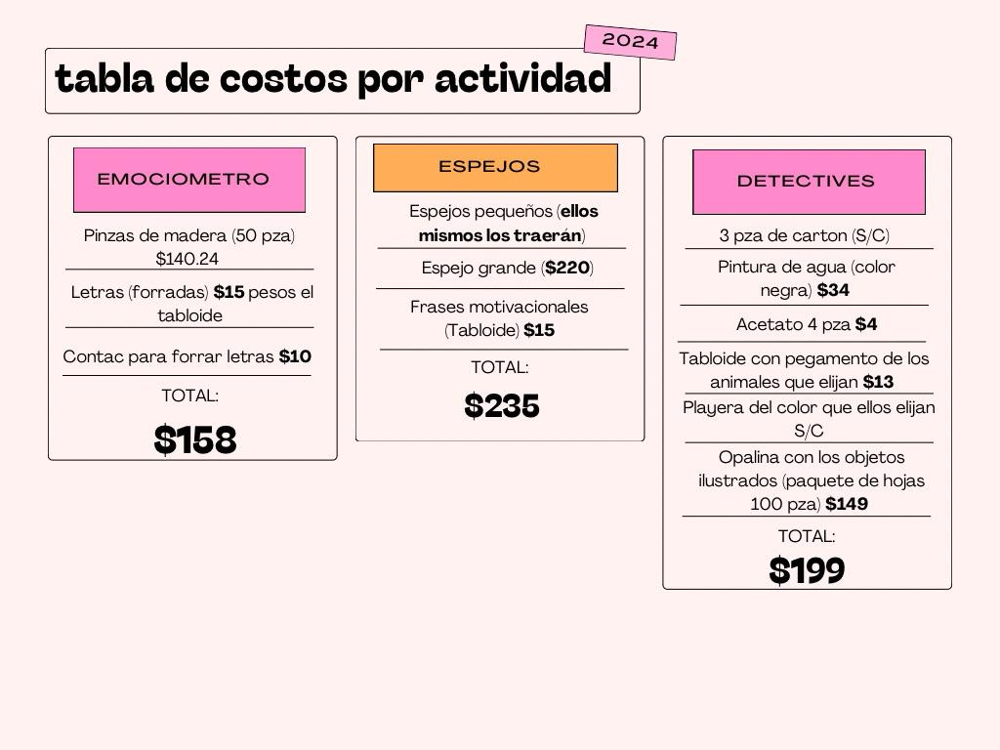 2024
tabla de costos por actividad
EMOCIOMETRO
Pinzas de madera (50 pza)
$140.24
Letras (forradas) $15 pesos el
tabloide
Contac para forrar letras $10
TOTAL:
$158
ESPEJOS
Espejos pequeños (ellos
mismos los traerán)
Espejo grande ($220)
Frases motivacionales
(Tabloide) $15
TOTAL:
$235
DETECTIVES
3 pza de carton (S/C)
Pintura de agua (color
negra) $34
Acetato 4 pza $4
Tabloide con pegamento de los
animales que elijan $13
Playera del color que ellos elijan
S/C
Opalina con los objetos
ilustrados (paquete de hojas
100 pza) $149
TOTAL:
$199